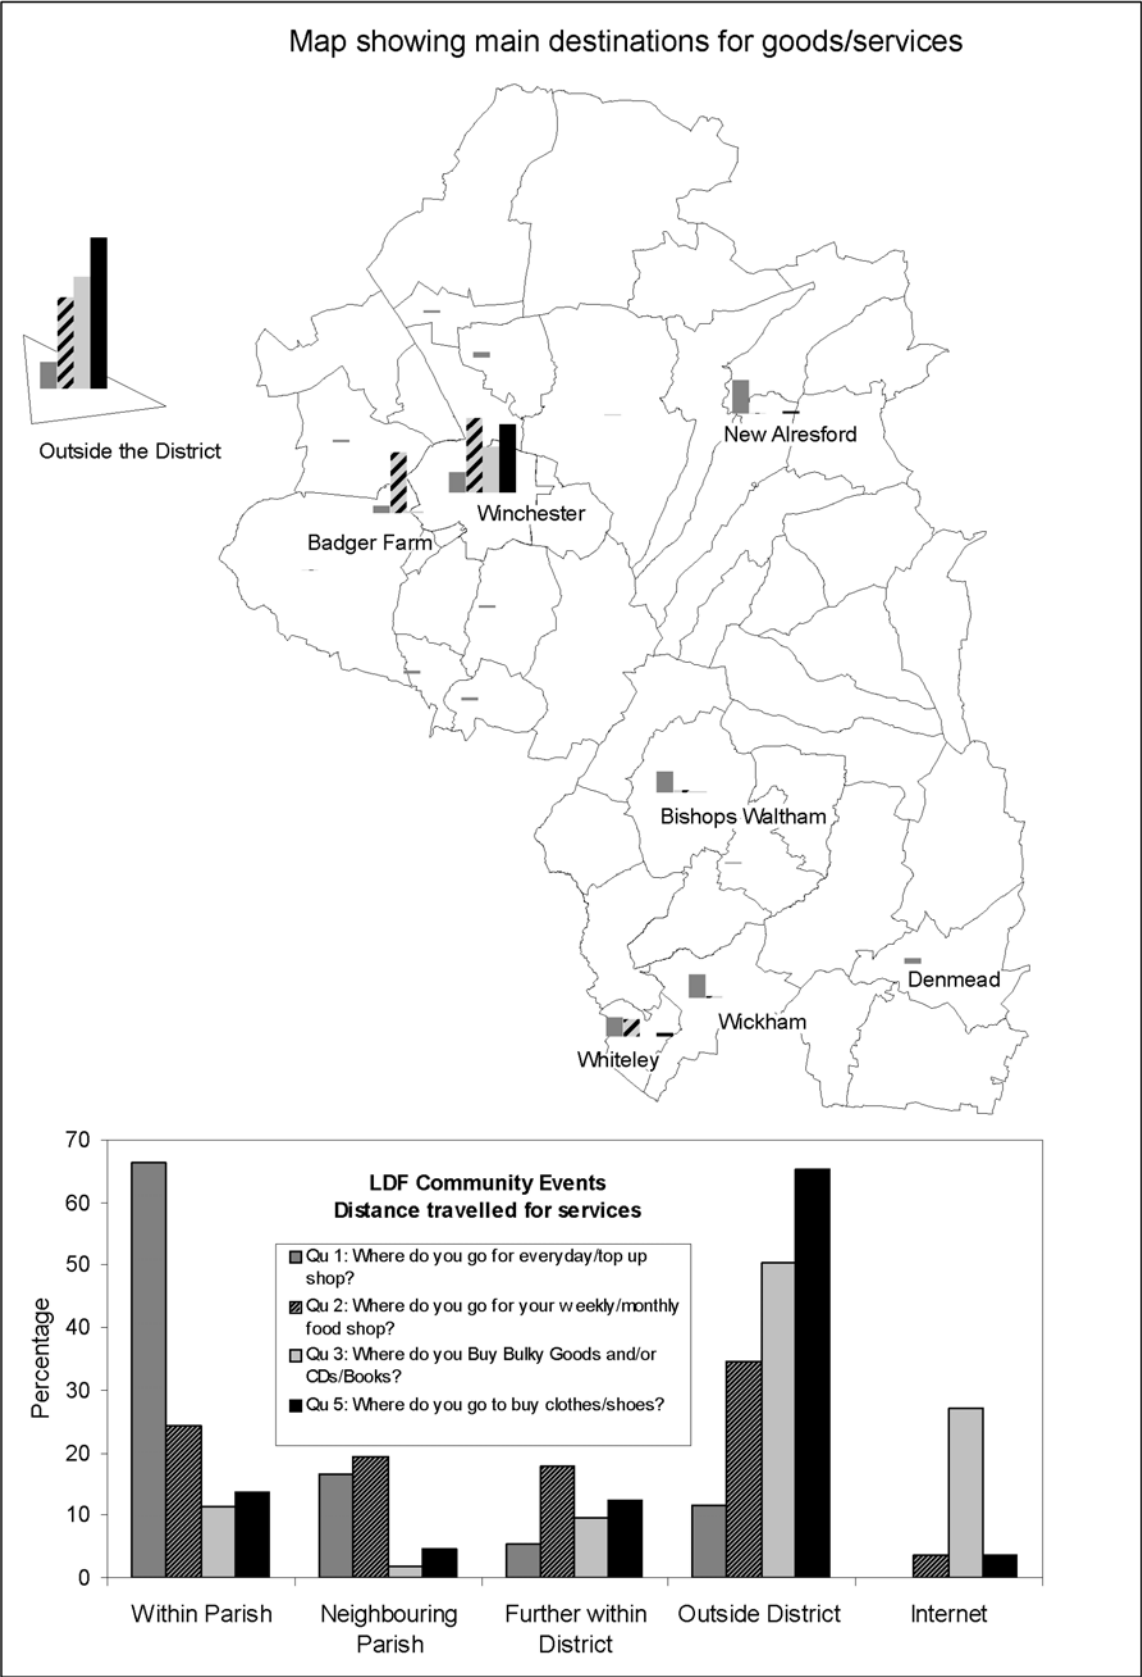 Map showing main destinations for goods/services
Outside the District
New Alresford
Winchester
Badger Farm
Bishops Waltham
Denmead
Wickham
Whiteley
LDF Community Events
Distance travelled for services
Qu 1: Where do you go for everyday/top up
shop?
Qu 2: Where do you go for your weekly/monthly
food shop?
Qu 3: Where do you Buy Bulky Goods and/or
CDs/Books?
Qu 5: Where do you go to buy clothes/shoes?
Percentage
70
60
50
40
30
20
10
0
Within Parish
Neighbouring
Parish
Further within
District
Outside District
Internet